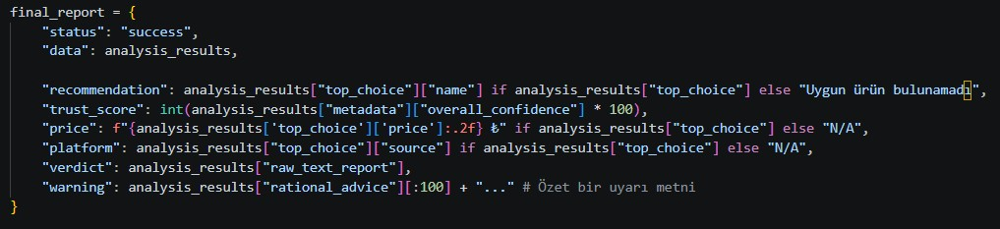 final_report = {
    "status": "success",
    "data": analysis_results,

    "recommendation": analysis_results["top_choice"]["name"] if analysis_results["top_choice"] else "Uygun ürün bulunamadı",
    "trust_score": int(analysis_results["metadata"]["overall_confidence"] * 100),
    "price": f"{analysis_results['top_choice']['price']:.2f} ₺" if analysis_results["top_choice"] else "N/A",
    "platform": analysis_results["top_choice"]["source"] if analysis_results["top_choice"] else "N/A",
    "verdict": analysis_results["raw_text_report"],
    "warning": analysis_results["rational_advice"][:100] + "..." # Özet bir uyarı metni
}